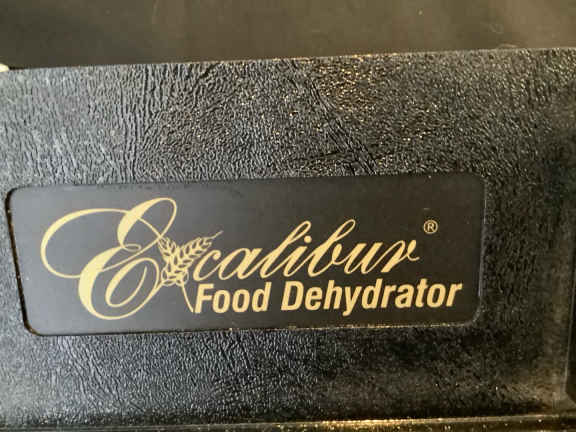 Excalibur ®
Food Dehydrator